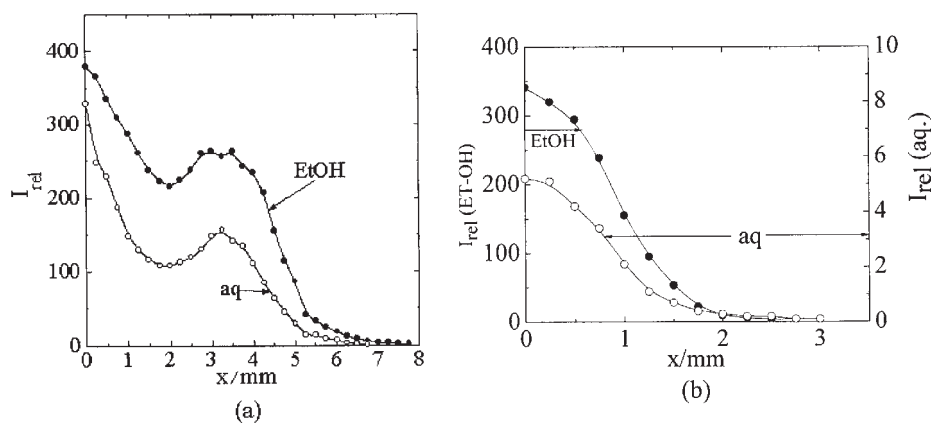 400
300
200
100
0
I rel
EtOH
aq
0 1 2 3 4 5 6 7 8
x/mm
(a)
400
300
200
100
0
I rel (ET-OH)
EtOH
aq
10
8
6
4
2
0
I rel (aq.)
0 1 2 3
x/mm
(b)